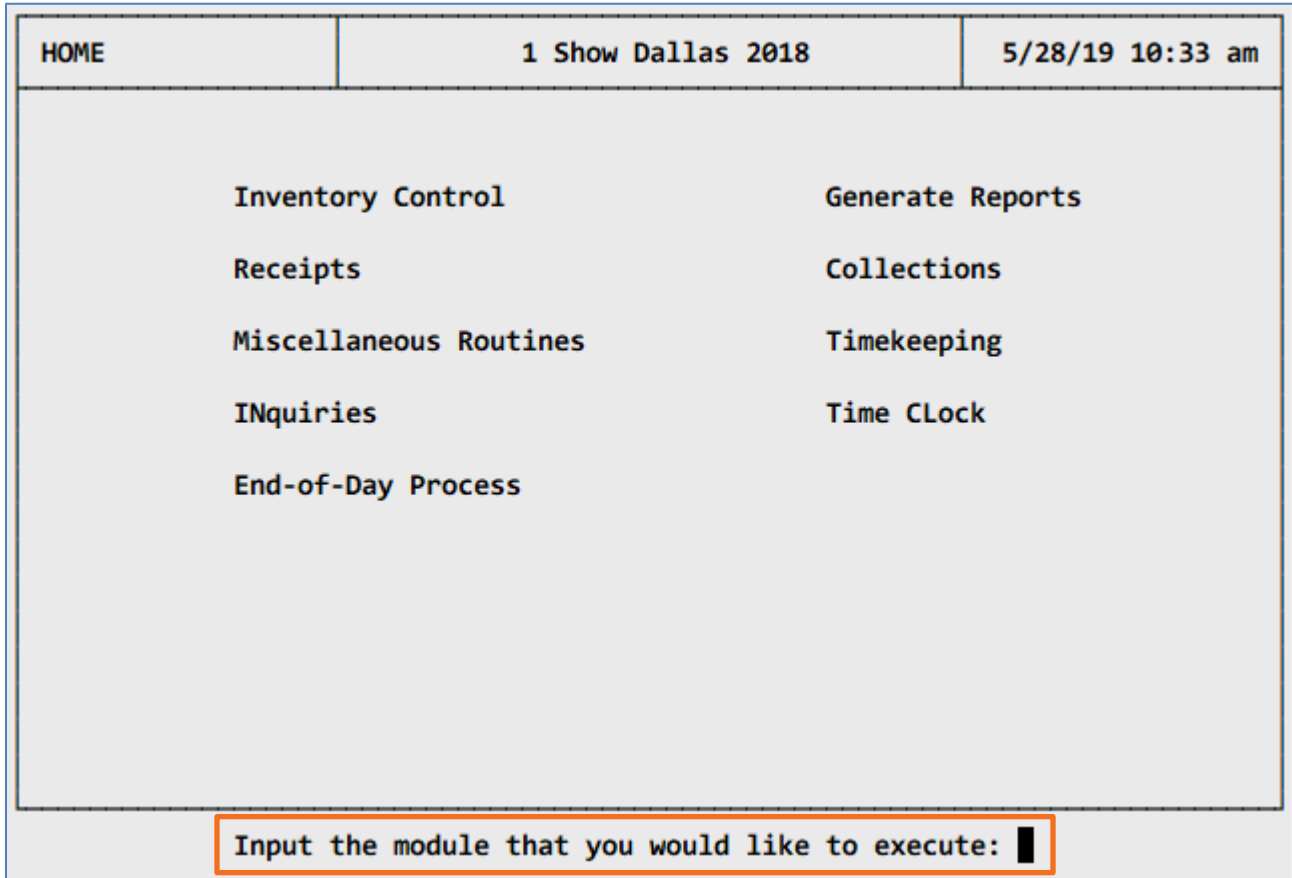 HOME 1 Show Dallas 2018 5/28/19 10:33 am
Inventory Control Generate Reports
Receipts Collections
Miscellaneous Routines Timekeeping
INquiries Time CLock
End-of-Day Process
Input the module that you would like to execute: